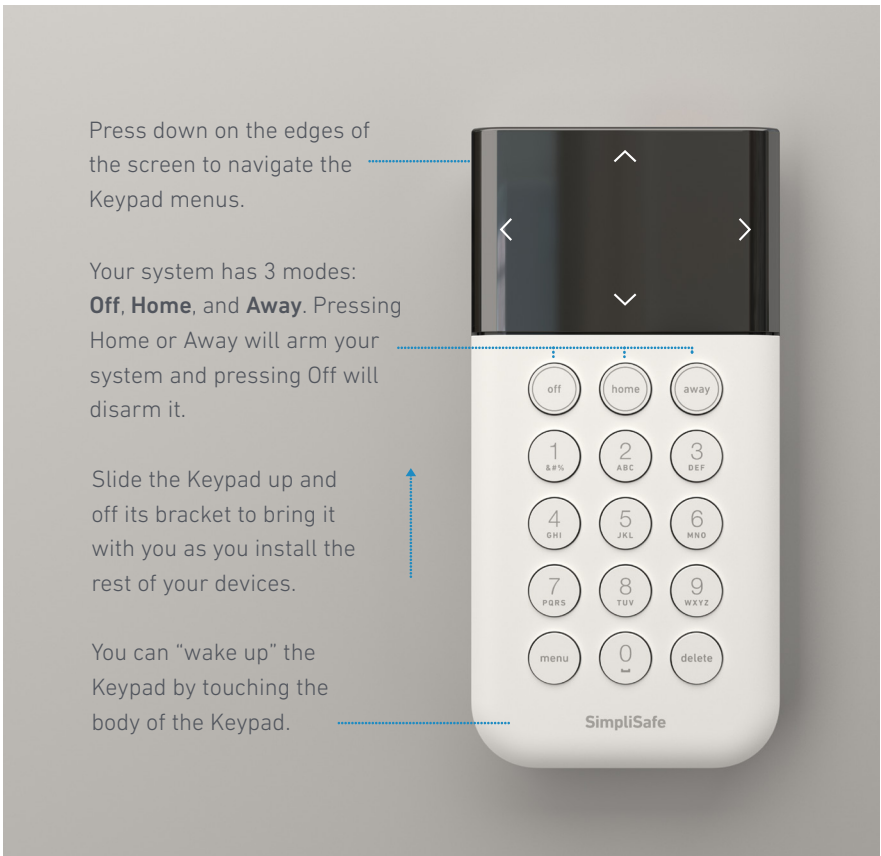 Press down on the edges of
the screen to navigate the
Keypad menus.
Your system has 3 modes:
Off, Home, and Away. Pressing
Home or Away will arm your
system and pressing Off will
disarm it.
Slide the Keypad up and
off its bracket to bring it
with you as you install the
rest of your devices.
You can “wake up” the
Keypad by touching the
body of the Keypad.
off home away
1 2 3
&#% ABC DEF
4 5 6
GHI JKL MNO
7 8 9
PQRS TUV WXYZ
menu 0 delete
SimpliSafe